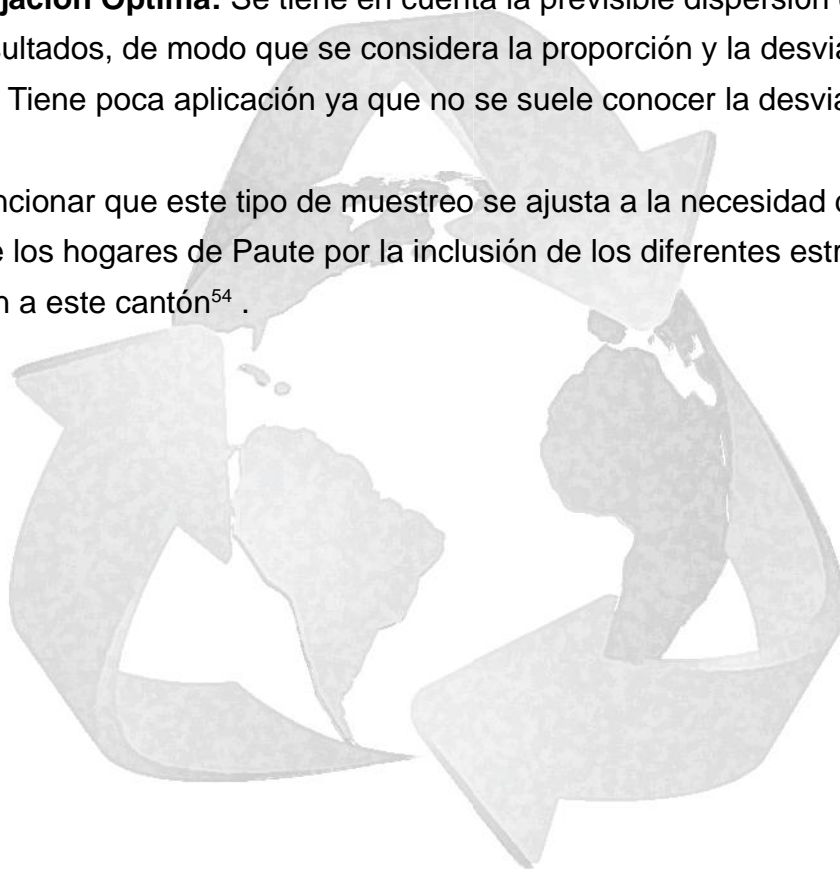 jación Óptima: Se tiene en cuenta la previsible dispersión
sultados, de modo que se considera la proporción y la desvia
Tiene poca aplicación ya que no se suele conocer la desvia
ncionar que este tipo de muestreo se ajusta a la necesidad
e los hogares de Paute por la inclusión de los diferentes estr
n a este cantón⁵⁴ .